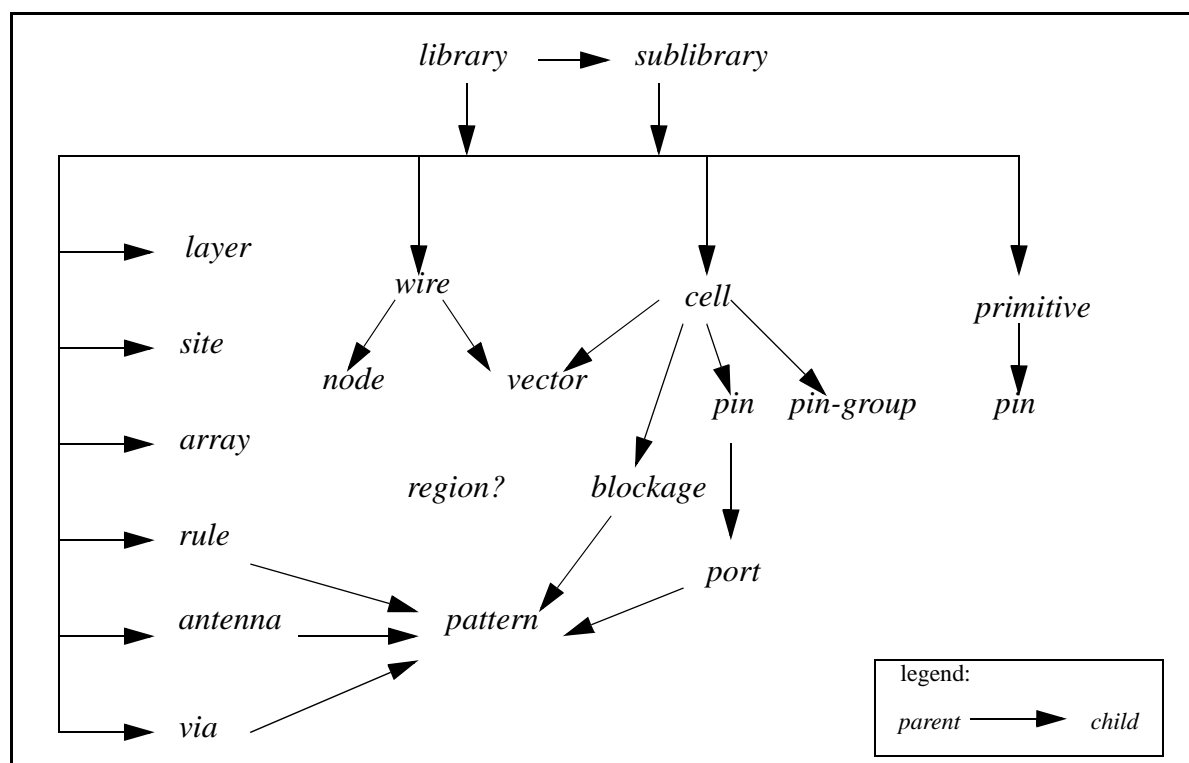 library
sublibrary
layer
wire
cell
primitive
site
node
vector
pin
pin-group
pin
array
region?
blockage
rule
port
antenna
pattern
legend:
parent
child
via